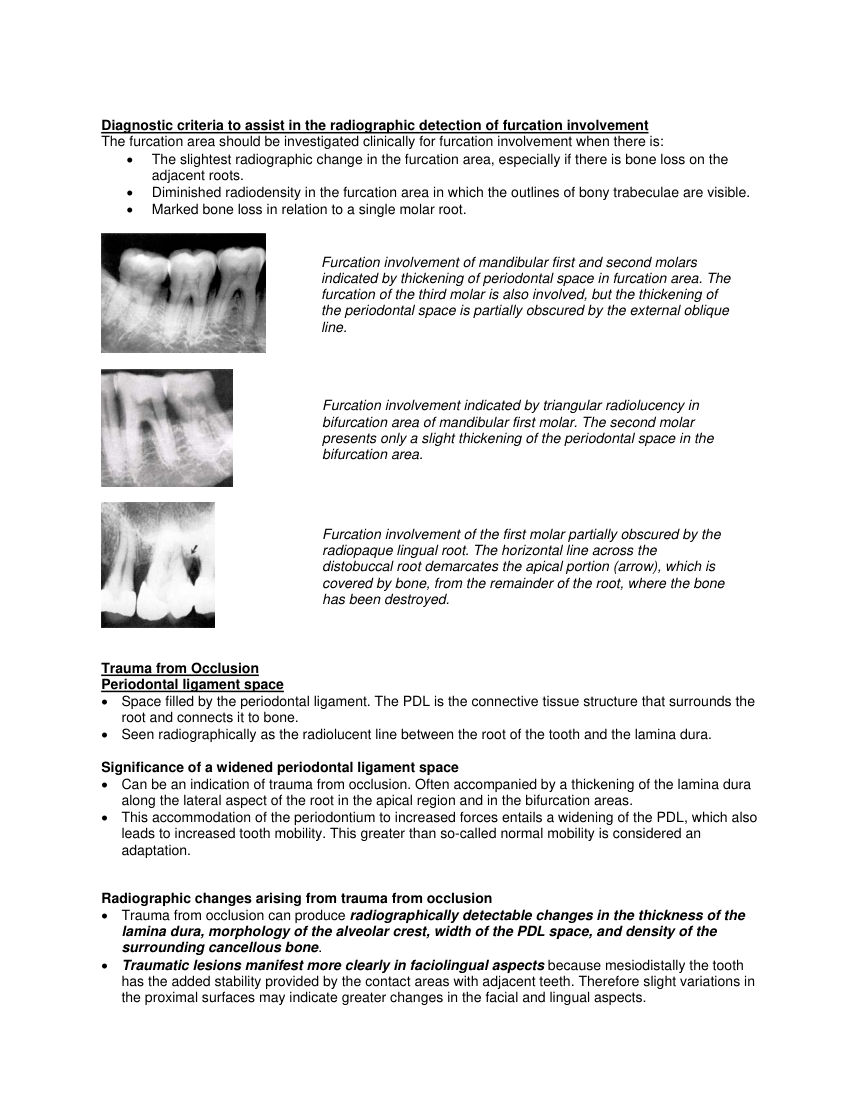 Diagnostic criteria to assist in the radiographic detection of furcation involvement
The furcation area should be investigated clinically for furcation involvement when there is:
• The slightest radiographic change in the furcation area, especially if there is bone loss on the
adjacent roots.
• Diminished radiodensity in the furcation area in which the outlines of bony trabeculae are visible.
• Marked bone loss in relation to a single molar root.
Furcation involvement of mandibular first and second molars
indicated by thickening of periodontal space in furcation area. The
furcation of the third molar is also involved, but the thickening of
the periodontal space is partially obscured by the external oblique
line.
Furcation involvement indicated by triangular radiolucency in
bifurcation area of mandibular first molar. The second molar
presents only a slight thickening of the periodontal space in the
bifurcation area.
Furcation involvement of the first molar partially obscured by the
radiopaque lingual root. The horizontal line across the
distobuccal root demarcates the apical portion (arrow), which is
covered by bone, from the remainder of the root, where the bone
has been destroyed.
Trauma from Occlusion
Periodontal ligament space
• Space filled by the periodontal ligament. The PDL is the connective tissue structure that surrounds the
root and connects it to bone.
• Seen radiographically as the radiolucent line between the root of the tooth and the lamina dura.
Significance of a widened periodontal ligament space
• Can be an indication of trauma from occlusion. Often accompanied by a thickening of the lamina dura
along the lateral aspect of the root in the apical region and in the bifurcation areas.
• This accommodation of the periodontium to increased forces entails a widening of the PDL, which also
leads to increased tooth mobility. This greater than so-called normal mobility is considered an
adaptation.
Radiographic changes arising from trauma from occlusion
• Trauma from occlusion can produce radiographically detectable changes in the thickness of the
lamina dura, morphology of the alveolar crest, width of the PDL space, and density of the
surrounding cancellous bone.
• Traumatic lesions manifest more clearly in faciolingual aspects because mesiodistally the tooth
has the added stability provided by the contact areas with adjacent teeth. Therefore slight variations in
the proximal surfaces may indicate greater changes in the facial and lingual aspects.